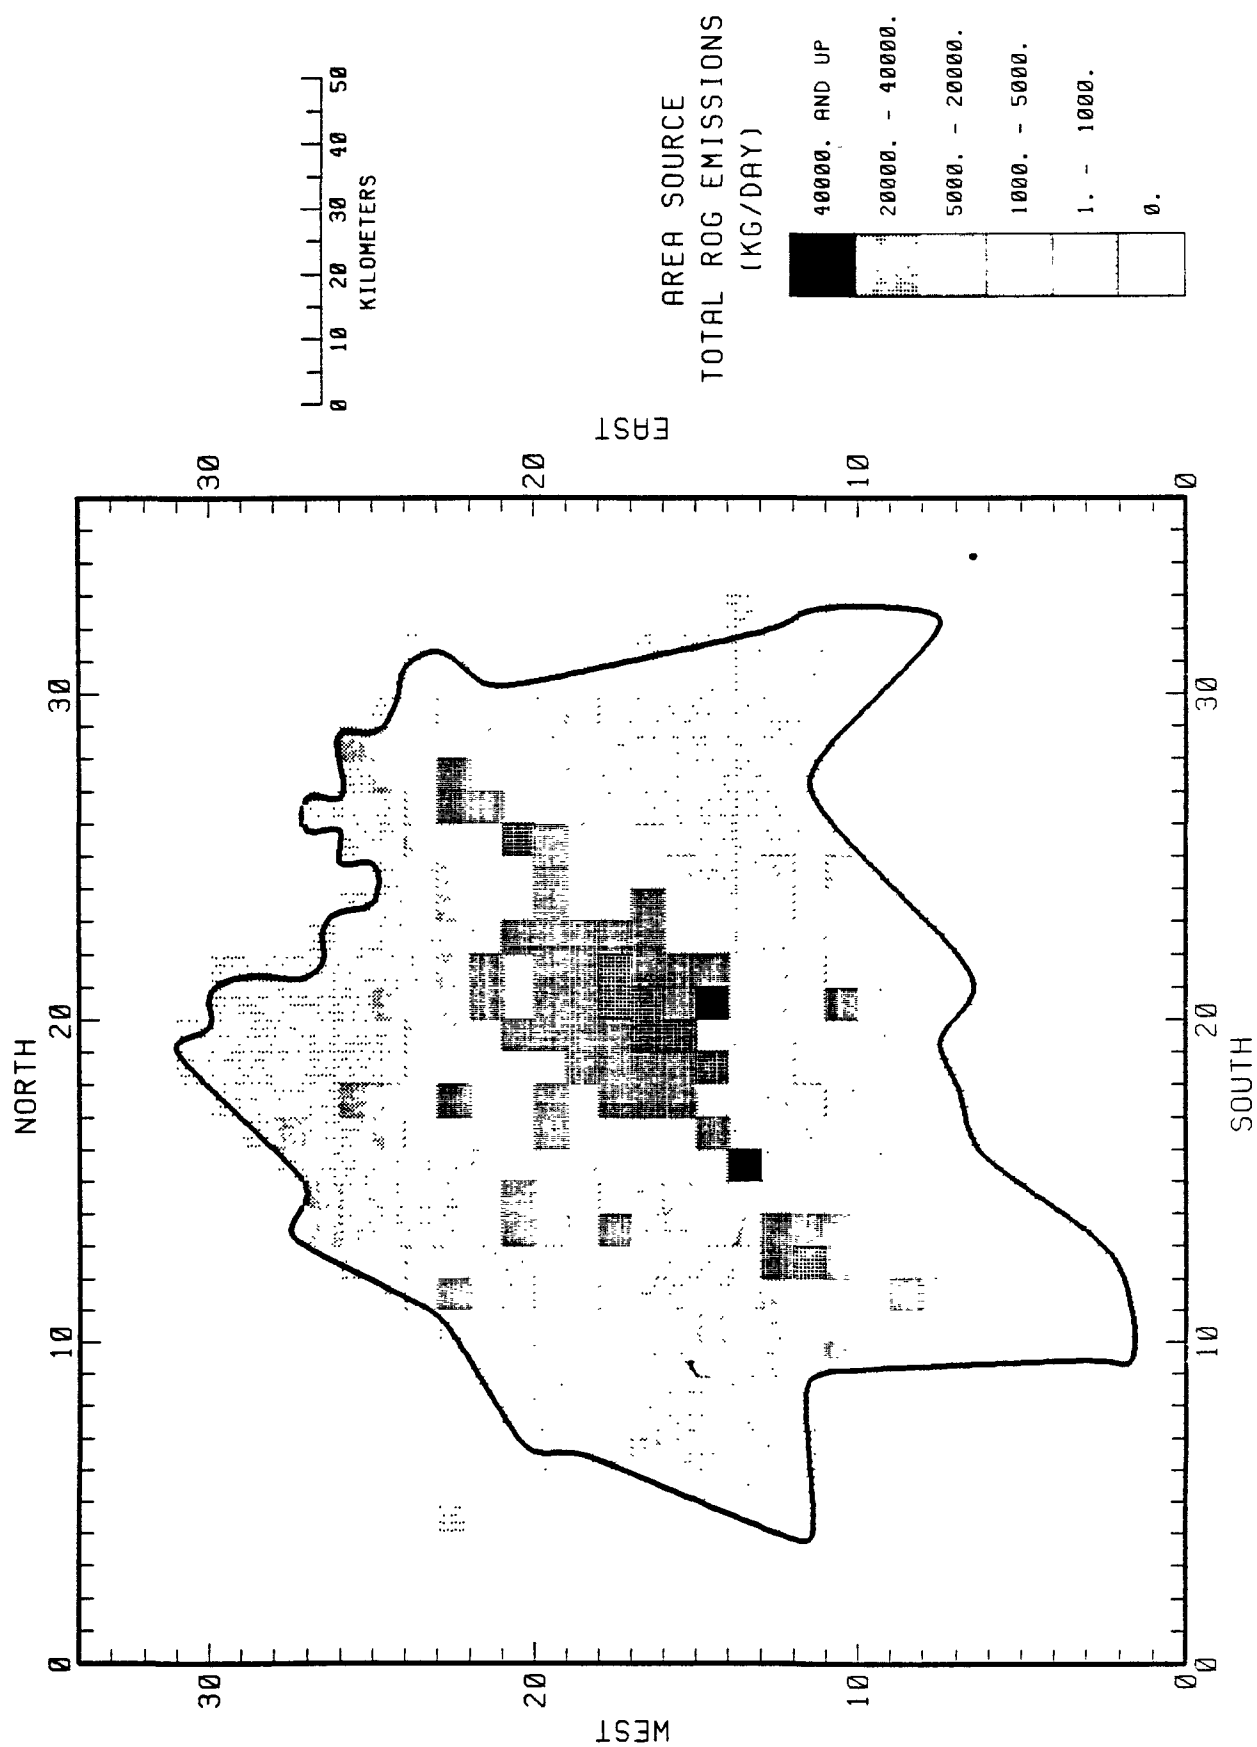 NORTH
0 10 20 30
WEST
30
20
10
0
30
20
10
0
EAST
0 10 20 30
SOUTH
0 10 20 30 40 50
KILOMETERS
AREA SOURCE
TOTAL ROG EMISSIONS
(KG/DAY)
40000. AND UP
20000. - 40000.
5000. - 20000.
1000. - 5000.
1. - 1000.
0.